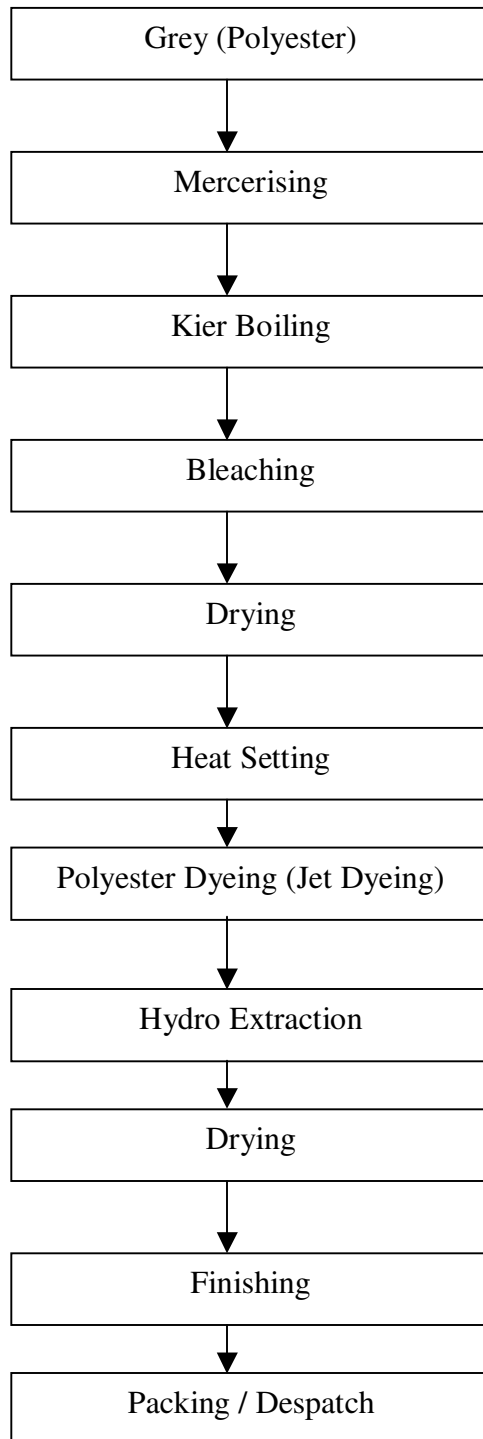 Grey (Polyester)
Mercerising
Kier Boiling
Bleaching
Drying
Heat Setting
Polyester Dyeing (Jet Dyeing)
Hydro Extraction
Drying
Finishing
Packing / Despatch